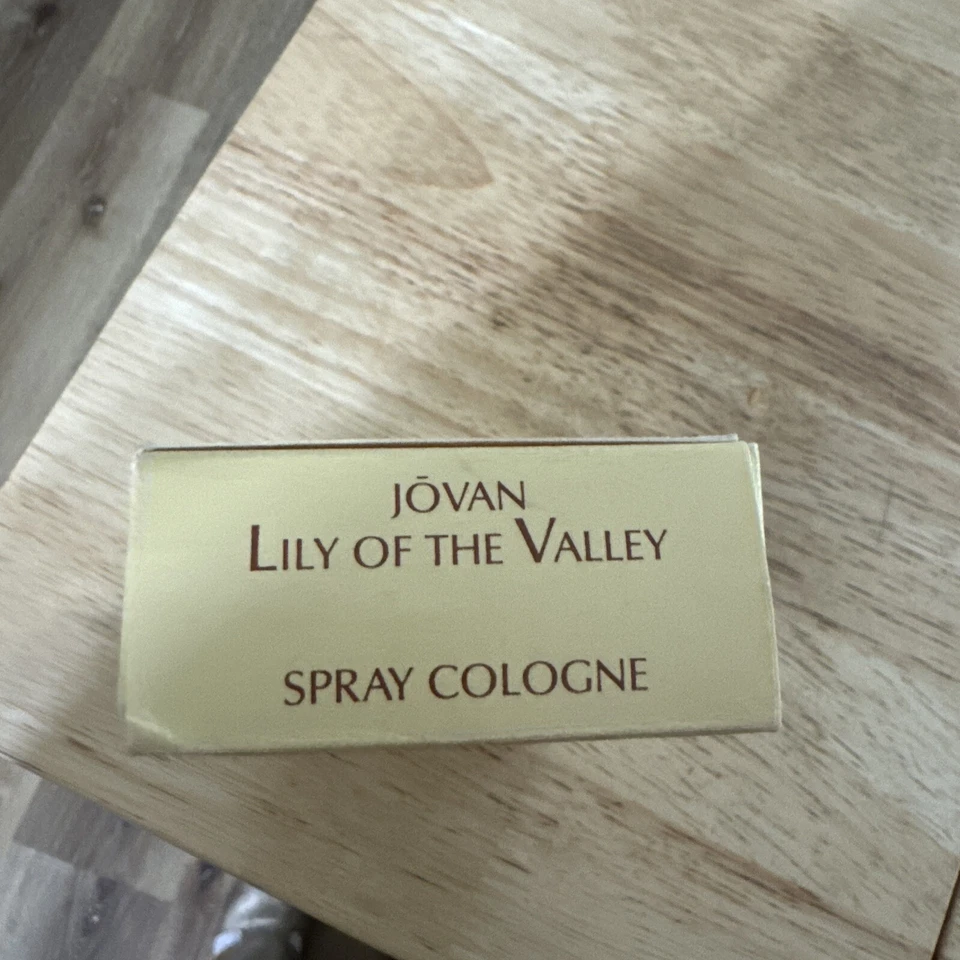 JŌVAN
LILY OF THE VALLEY
SPRAY COLOGNE